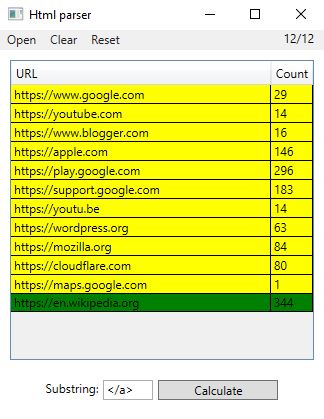 Html parser
Open Clear Reset 12/12
URL Count
https://www.google.com 29
https://youtube.com 14
https://www.blogger.com 16
https://apple.com 146
https://play.google.com 296
https://support.google.com 183
https://youtu.be 14
https://wordpress.org 63
https://mozilla.org 84
https://cloudflare.com 80
https://maps.google.com 1
https://en.wikipedia.org 344
Substring: </a> Calculate